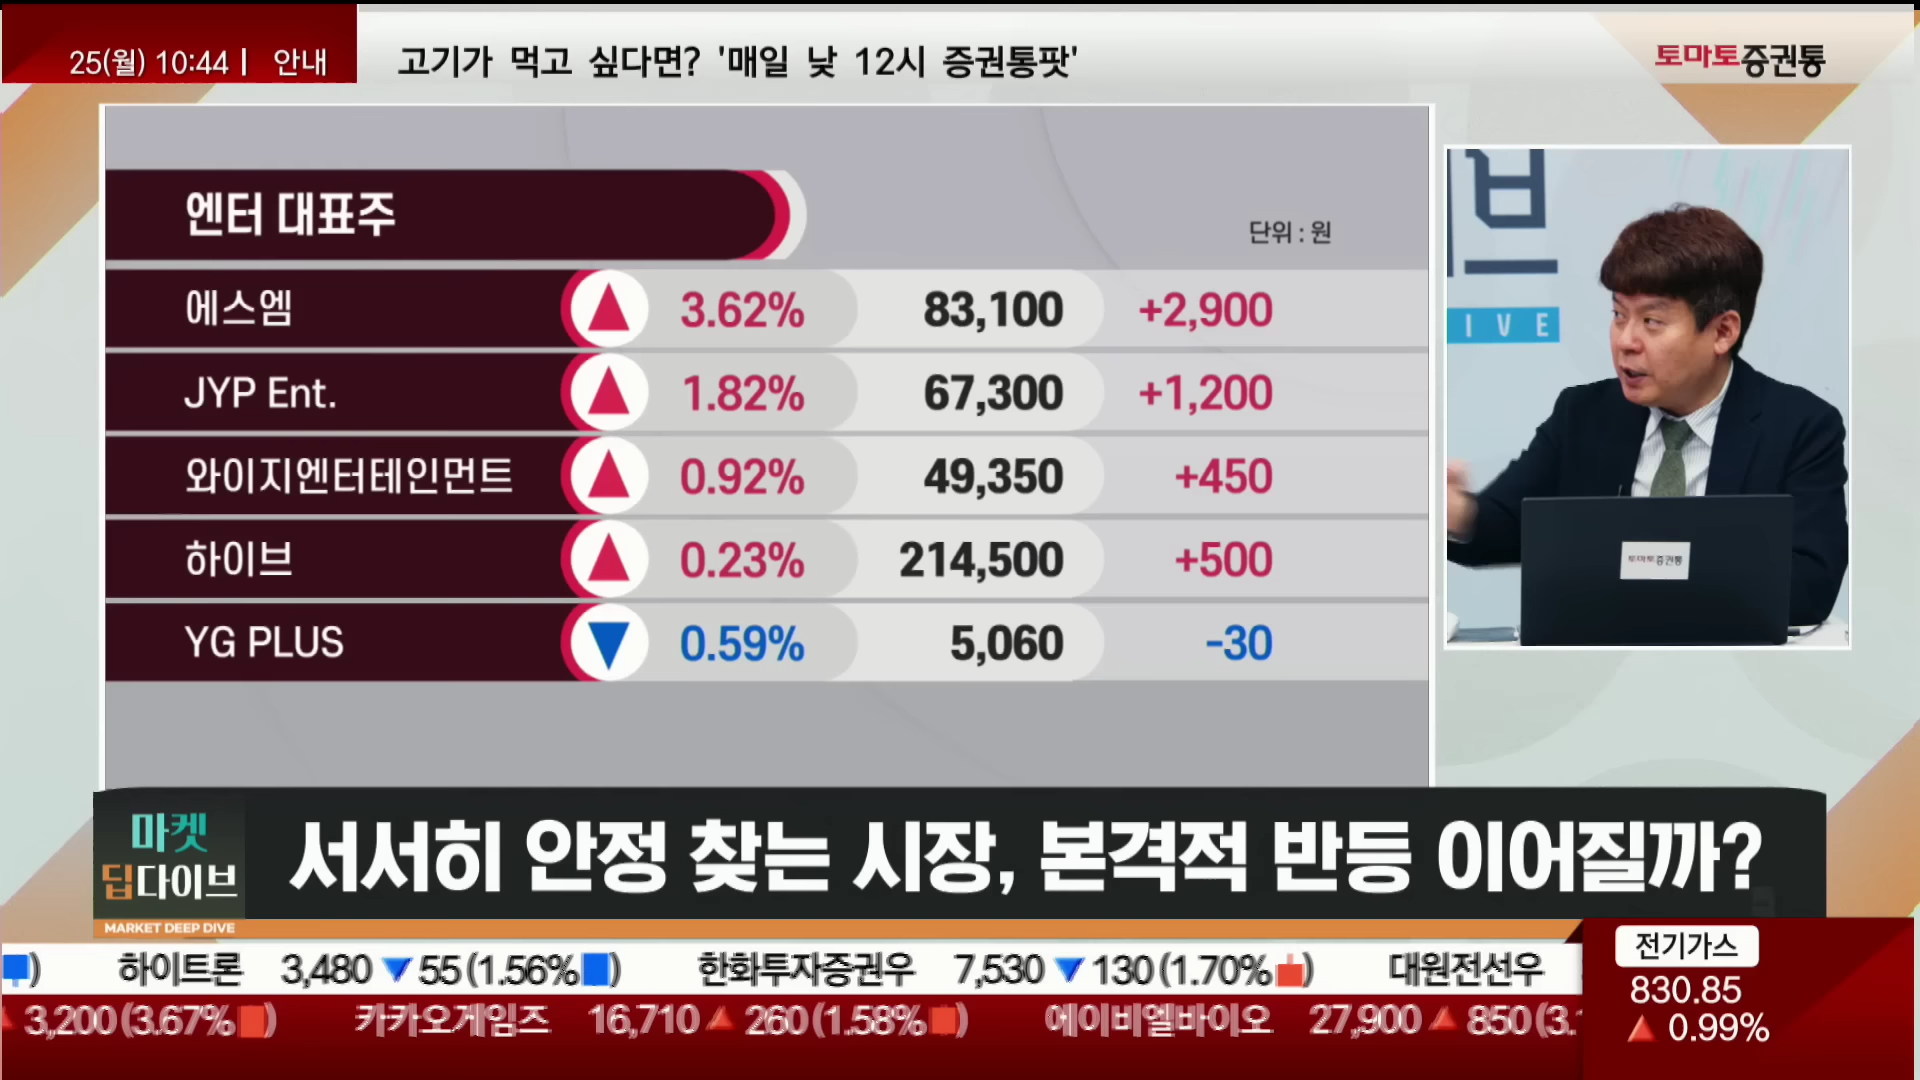 25(월) 10:44 | 안내
고기가 먹고 싶다면? '매일 낮 12시 증권통팟'
토마토증권통
엔터 대표주
단위 : 원
에스엠 ▲ 3.62% 83,100 +2,900
JYP Ent. ▲ 1.82% 67,300 +1,200
와이지엔터테인먼트 ▲ 0.92% 49,350 +450
하이브 ▲ 0.23% 214,500 +500
YG PLUS ▼ 0.59% 5,060 -30
IVE
토마토증권통
마켓
딥다이브
MARKET DEEP DIVE
서서히 안정 찾는 시장, 본격적 반등 이어질까?
) 하이트론 3,480 ▼ 55 (1.56%) 한화투자증권우 7,530 ▼ 130 (1.70%) 대원전선우
3,200 (3.67%) 카카오게임즈 16,710 ▲ 260 (1.58%) 에이비엘바이오 27,900 ▲ 850 (3.
전기가스
830.85
▲ 0.99%